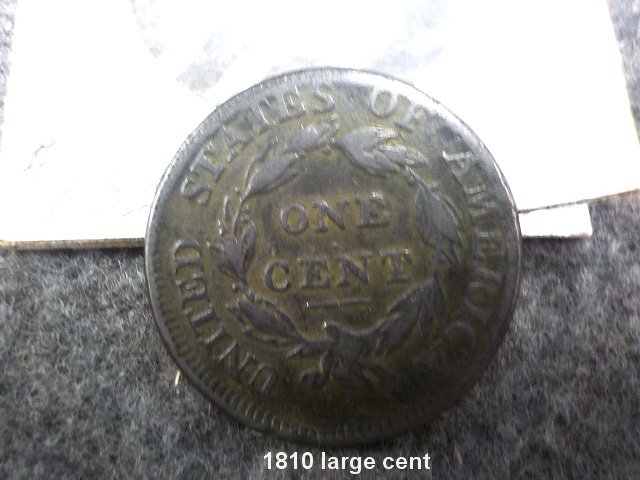 UNITED STATES OF AMERICA
ONE
CENT
1810 large cent